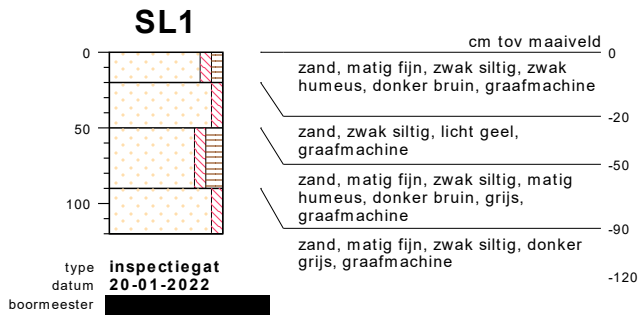 SL1
cm tov maaiveld
0
0
zand, matig fijn, zwak siltig, zwak
humeus, donker bruin, graafmachine
-20
zand, zwak siltig, licht geel,
graafmachine
50
-50
zand, matig fijn, zwak siltig, matig
humeus, donker bruin, grijs,
graafmachine
100
-90
zand, matig fijn, zwak siltig, donker
grijs, graafmachine
-120
type inspectiegat
datum 20-01-2022
boormeester